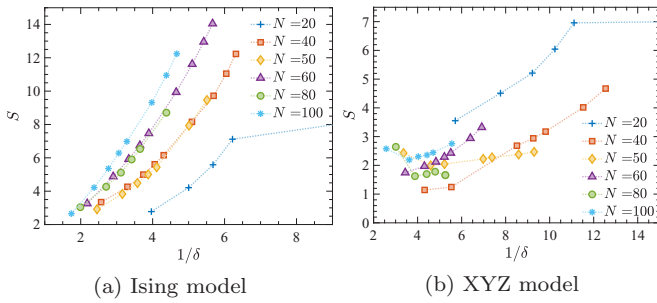 14
12
10
8
6
4
2
S
2
4
6
8
1/δ
N =20
N =40
N =50
N =60
N =80
N =100
(a) Ising model
7
6
5
4
3
2
1
0
S
2
4
6
8
10
12
14
1/δ
N =20
N =40
N =50
N =60
N =80
N =100
(b) XYZ model